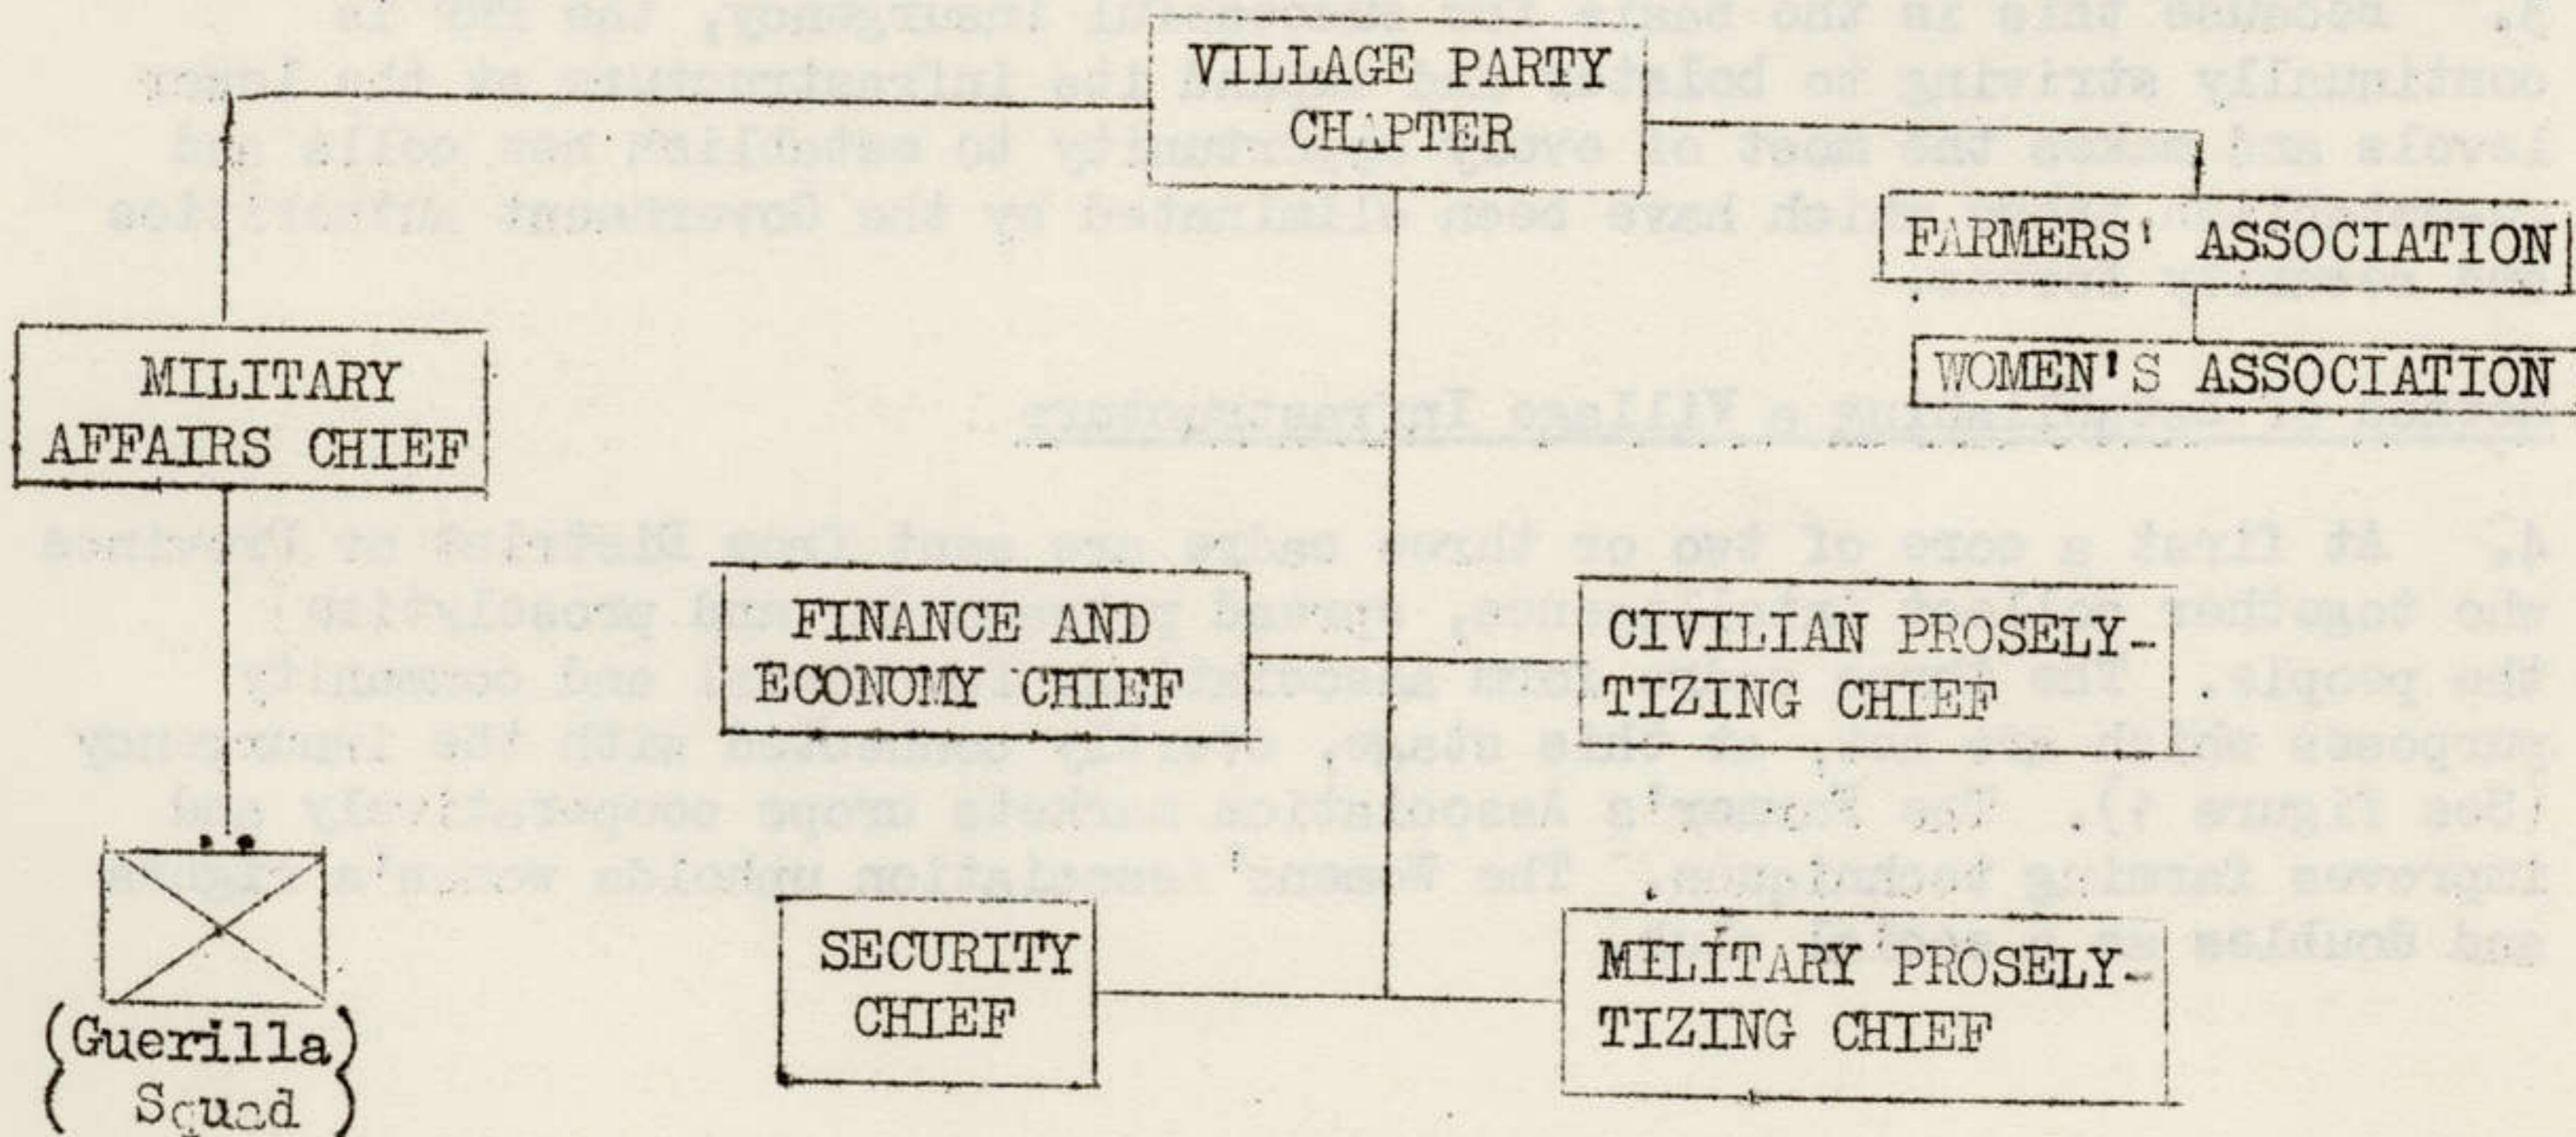 VILLAGE PARTY
CHAPTER
FARMERS' ASSOCIATION
WOMEN'S ASSOCIATION
MILITARY
AFFAIRS CHIEF
FINANCE AND
ECONOMY CHIEF
CIVILIAN PROSELY-
TIZING CHIEF
SECURITY
CHIEF
MILITARY PROSELY-
TIZING CHIEF
(Guerilla)
( Squad )